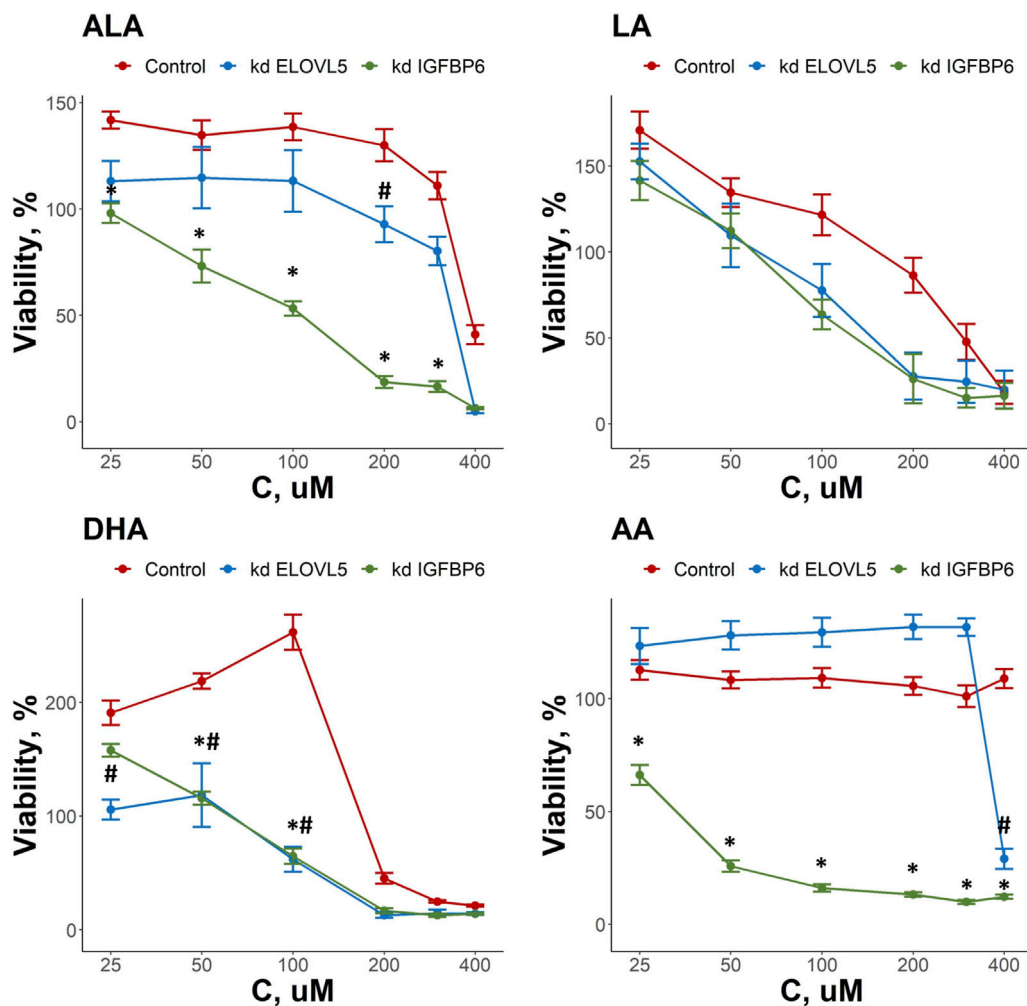 ALA
Control kd ELOVL5 kd IGFBP6
Viability, %
150
100
50
0
* * * # * *
25 50 100 200 400
C, uM
LA
Control kd ELOVL5 kd IGFBP6
Viability, %
150
100
50
0
25 50 100 200 400
C, uM
DHA
Control kd ELOVL5 kd IGFBP6
Viability, %
200
100
0
# *# *#
25 50 100 200 400
C, uM
AA
Control kd ELOVL5 kd IGFBP6
Viability, %
100
50
0
* * * * * # *
25 50 100 200 400
C, uM